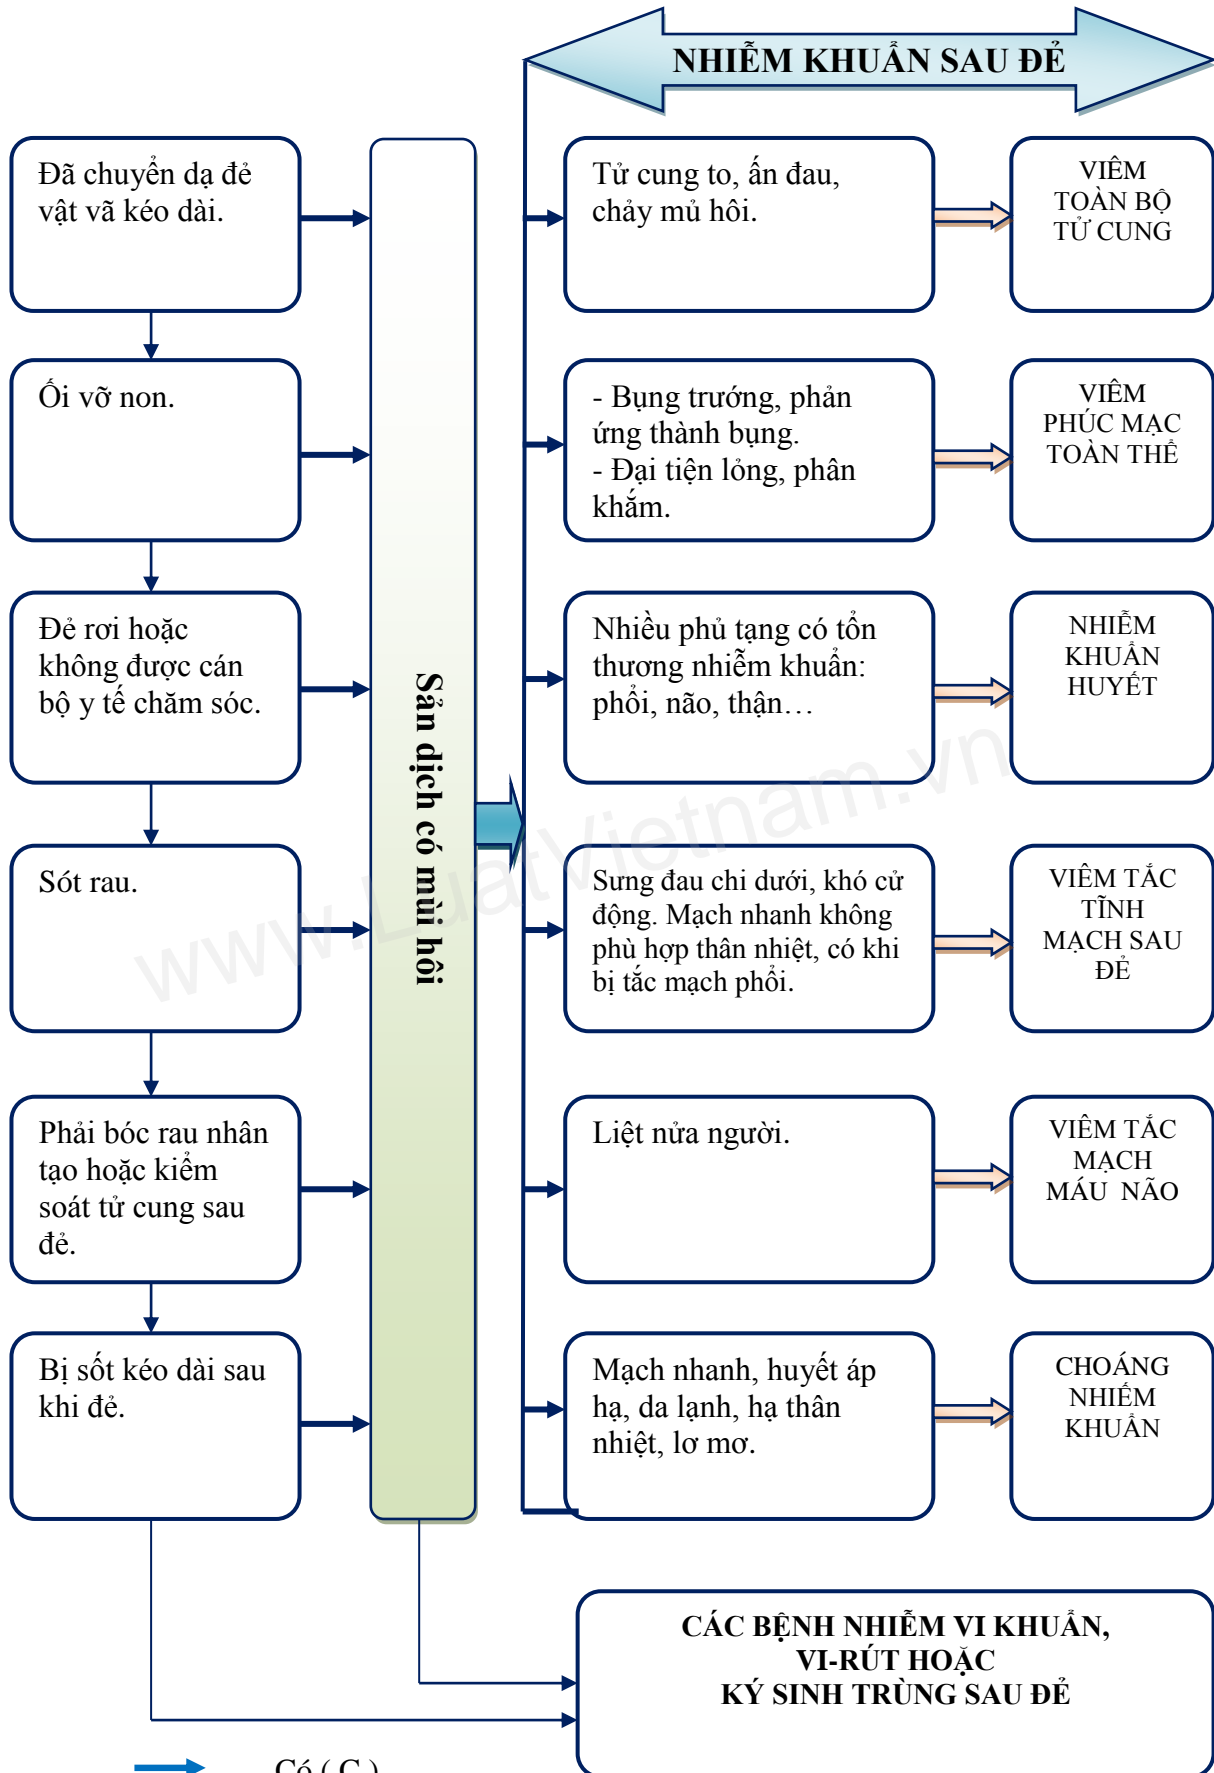 NHIỄM KHUẨN SAU ĐẺ
Đã chuyển dạ đẻ
vật vã kéo dài.
Ối vỡ non.
Đẻ rơi hoặc
không được cán
bộ y tế chăm sóc.
Sót rau.
Phải bóc rau nhân
tạo hoặc kiểm
soát tử cung sau
đẻ.
Bị sốt kéo dài sau
khi đẻ.
Sản dịch có mùi hôi
Tử cung to, ấn đau,
chảy mủ hôi.
VIÊM
TOÀN BỘ
TỬ CUNG
- Bụng trướng, phản
ứng thành bụng.
- Đại tiện lỏng, phân
khắm.
VIÊM
PHÚC MẠC
TOÀN THỂ
Nhiều phủ tạng có tổn
thương nhiễm khuẩn:
phổi, não, thận…
NHIỄM
KHUẨN
HUYẾT
Sưng đau chi dưới, khó cử
động. Mạch nhanh không
phù hợp thân nhiệt, có khi
bị tắc mạch phổi.
VIÊM TẮC
TĨNH
MẠCH SAU
ĐẺ
Liệt nửa người.
VIÊM TẮC
MẠCH
MÁU NÃO
Mạch nhanh, huyết áp
hạ, da lạnh, hạ thân
nhiệt, lơ mơ.
CHOÁNG
NHIẾM
KHUẨN
CÁC BỆNH NHIỄM VI KHUẨN,
VI-RÚT HOẶC
KÝ SINH TRÙNG SAU ĐẺ
Có ( C )
www.LuatVietnam.vn